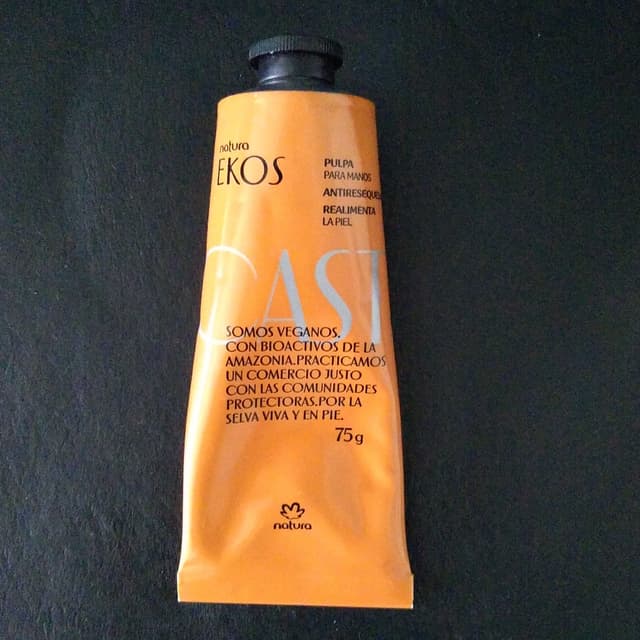 natura
EKOS
PULPA
PARA MANOS
ANTIRESEQUE
REALIMENTA
LA PIEL
CAST
SOMOS VEGANOS.
CON BIOACTIVOS DE LA
AMAZONIA.PRACTICAMOS
UN COMERCIO JUSTO
CON LAS COMUNIDADES
PROTECTORAS.POR LA
SELVA VIVA Y EN PIE.
75g
natura